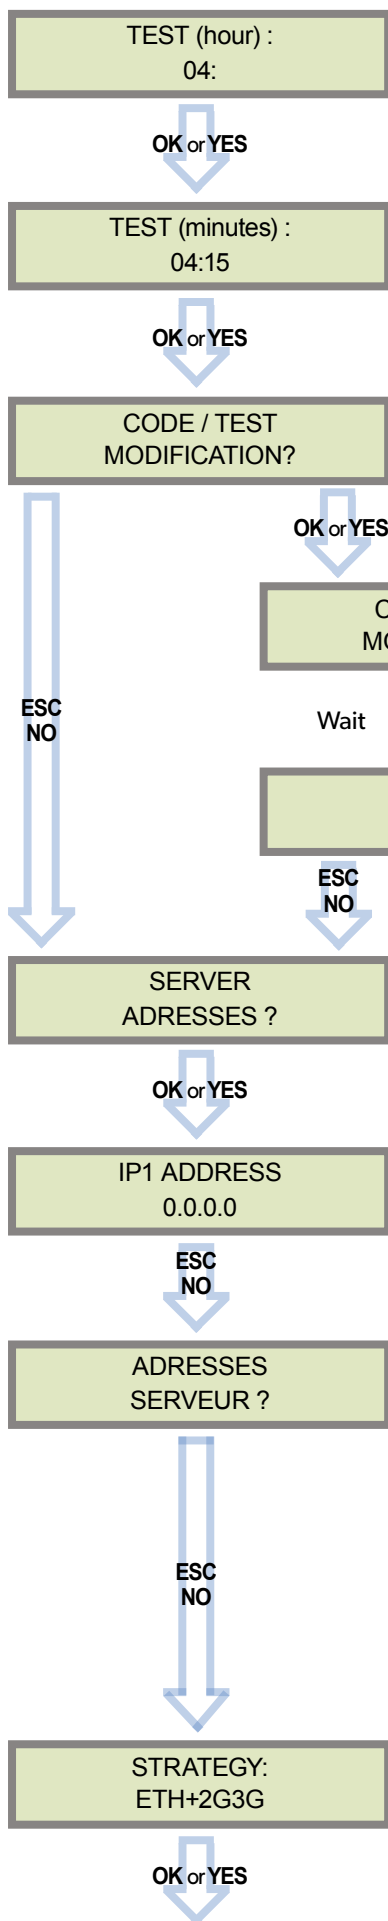 TEST (hour) :
04:
OK or YES
TEST (minutes) :
04:15
OK or YES
CODE / TEST
MODIFICATION?
OK or YES
ESC
NO
Wait
ESC
NO
SERVER
ADRESSES ?
OK or YES
IP1 ADDRESS
0.0.0.0
ESC
NO
ADRESSES
SERVEUR ?
ESC
NO
STRATEGY:
ETH+2G3G
OK or YES